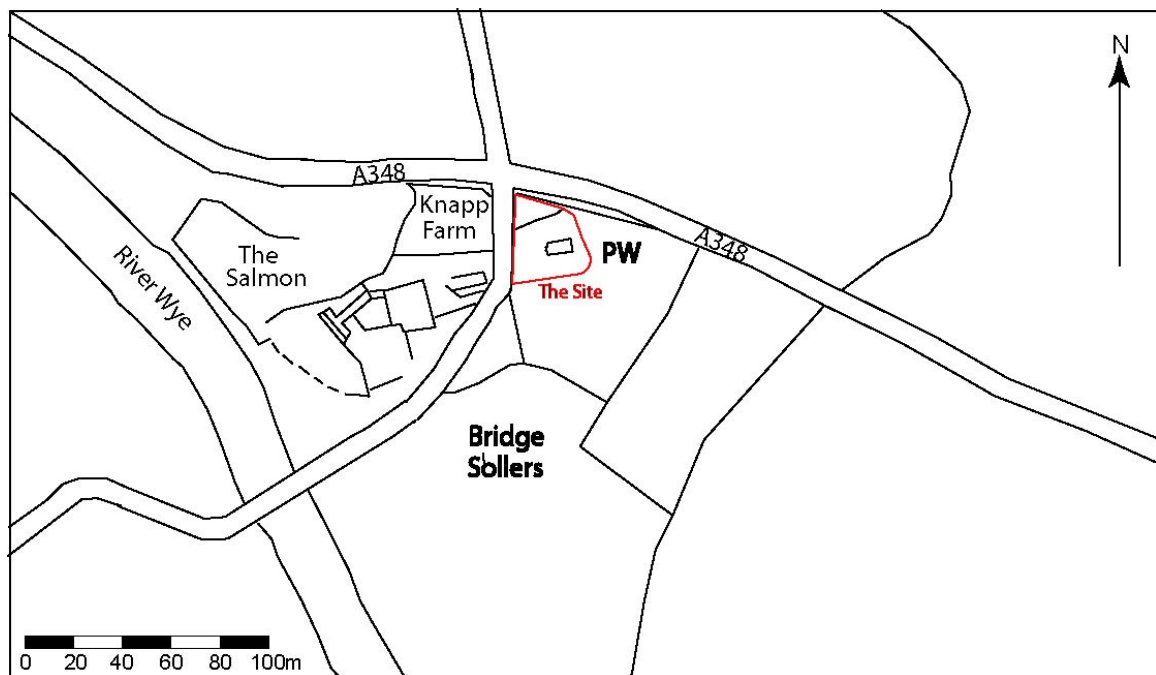 N
A348
Knapp
Farm
The
Salmon
River Wye
PW
A348
The Site
Bridge
Sollers
0 20 40 60 80 100m